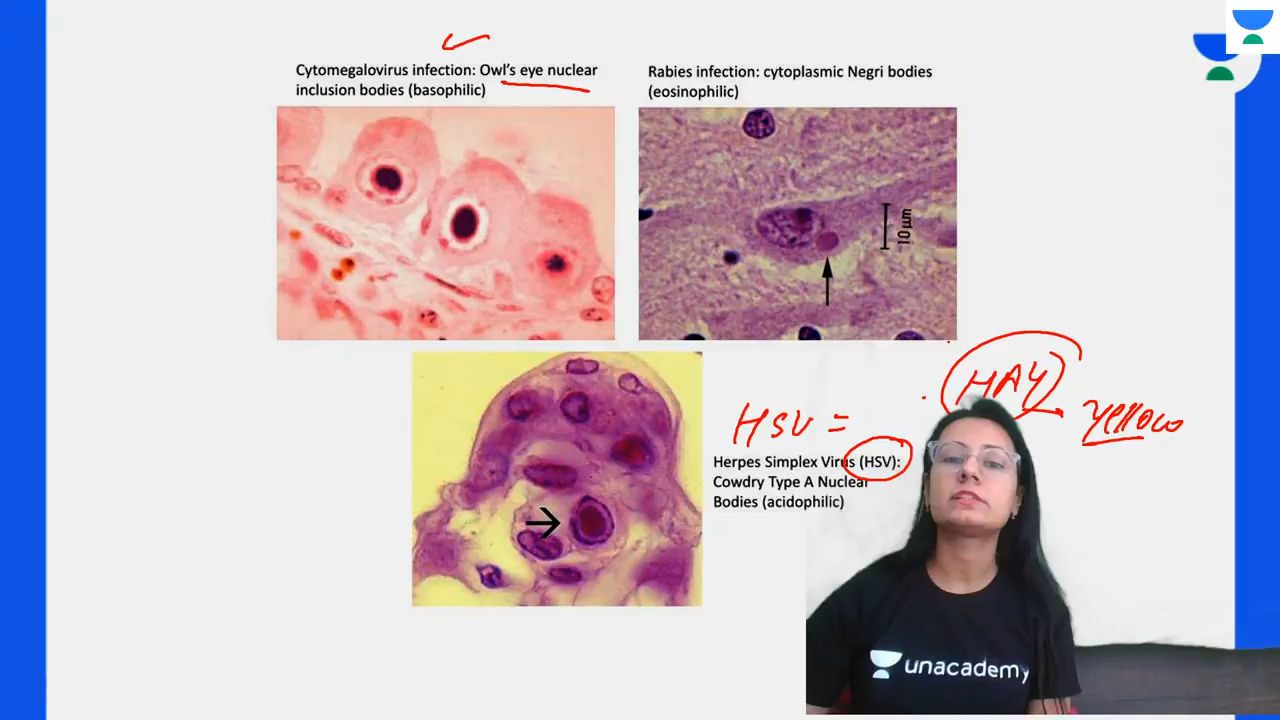 Cytomegalovirus infection: Owl's eye nuclear
inclusion bodies (basophilic)
Rabies infection: cytoplasmic Negri bodies
(eosinophilic)
10 µm
HAY
yellow
HSV =
Herpes Simplex Virus (HSV):
Cowdry Type A Nuclear
Bodies (acidophilic)
unacademy